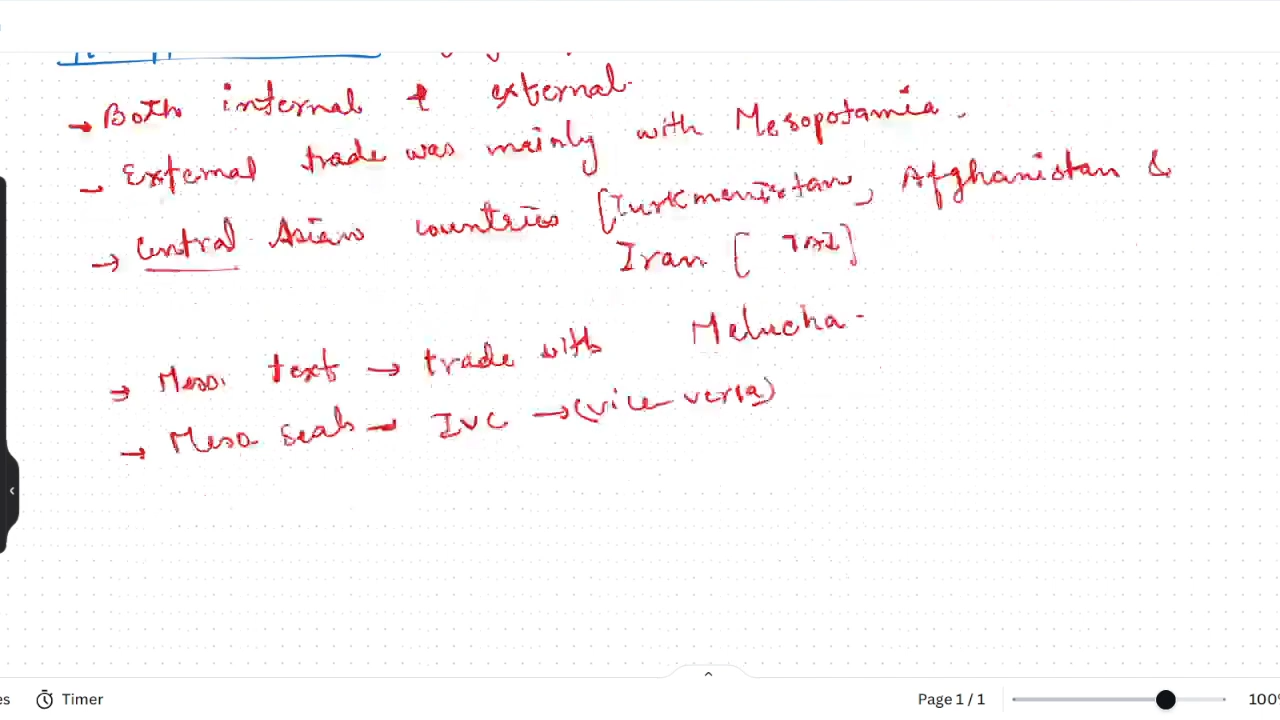 → Both internal & external.
→ External trade was mainly with Mesopotamia.
→ Central Asian countries [Turkmenistan, Afghanistan &
Iran [TAI]
→ Meso. text → trade with Melucha.
→ Meso seals → IVC → (vice versa)
Timer
Page 1 / 1